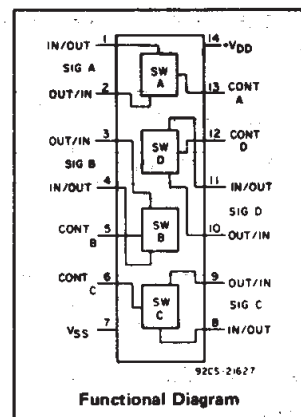 IN/OUT 1 14 +VDD
SIG A
SW A
OUT/IN 2 13 CONT A
OUT/IN 3 12 CONT D
SIG B
SW D
IN/OUT 4 11 IN/OUT
SIG D
CONT B 5 SW B 10 OUT/IN
CONT C 6 9 OUT/IN
SW C
SIG C
VSS 7 8 IN/OUT
92CS-21627
Functional Diagram